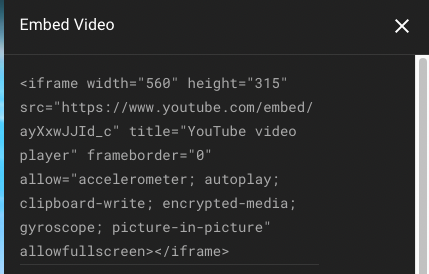 Embed Video
<iframe width="560" height="315"
src="https://www.youtube.com/embed/
ayXxwJJId_c" title="YouTube video
player" frameborder="0"
allow="accelerometer; autoplay;
clipboard-write; encrypted-media;
gyroscope; picture-in-picture"
allowfullscreen></iframe>